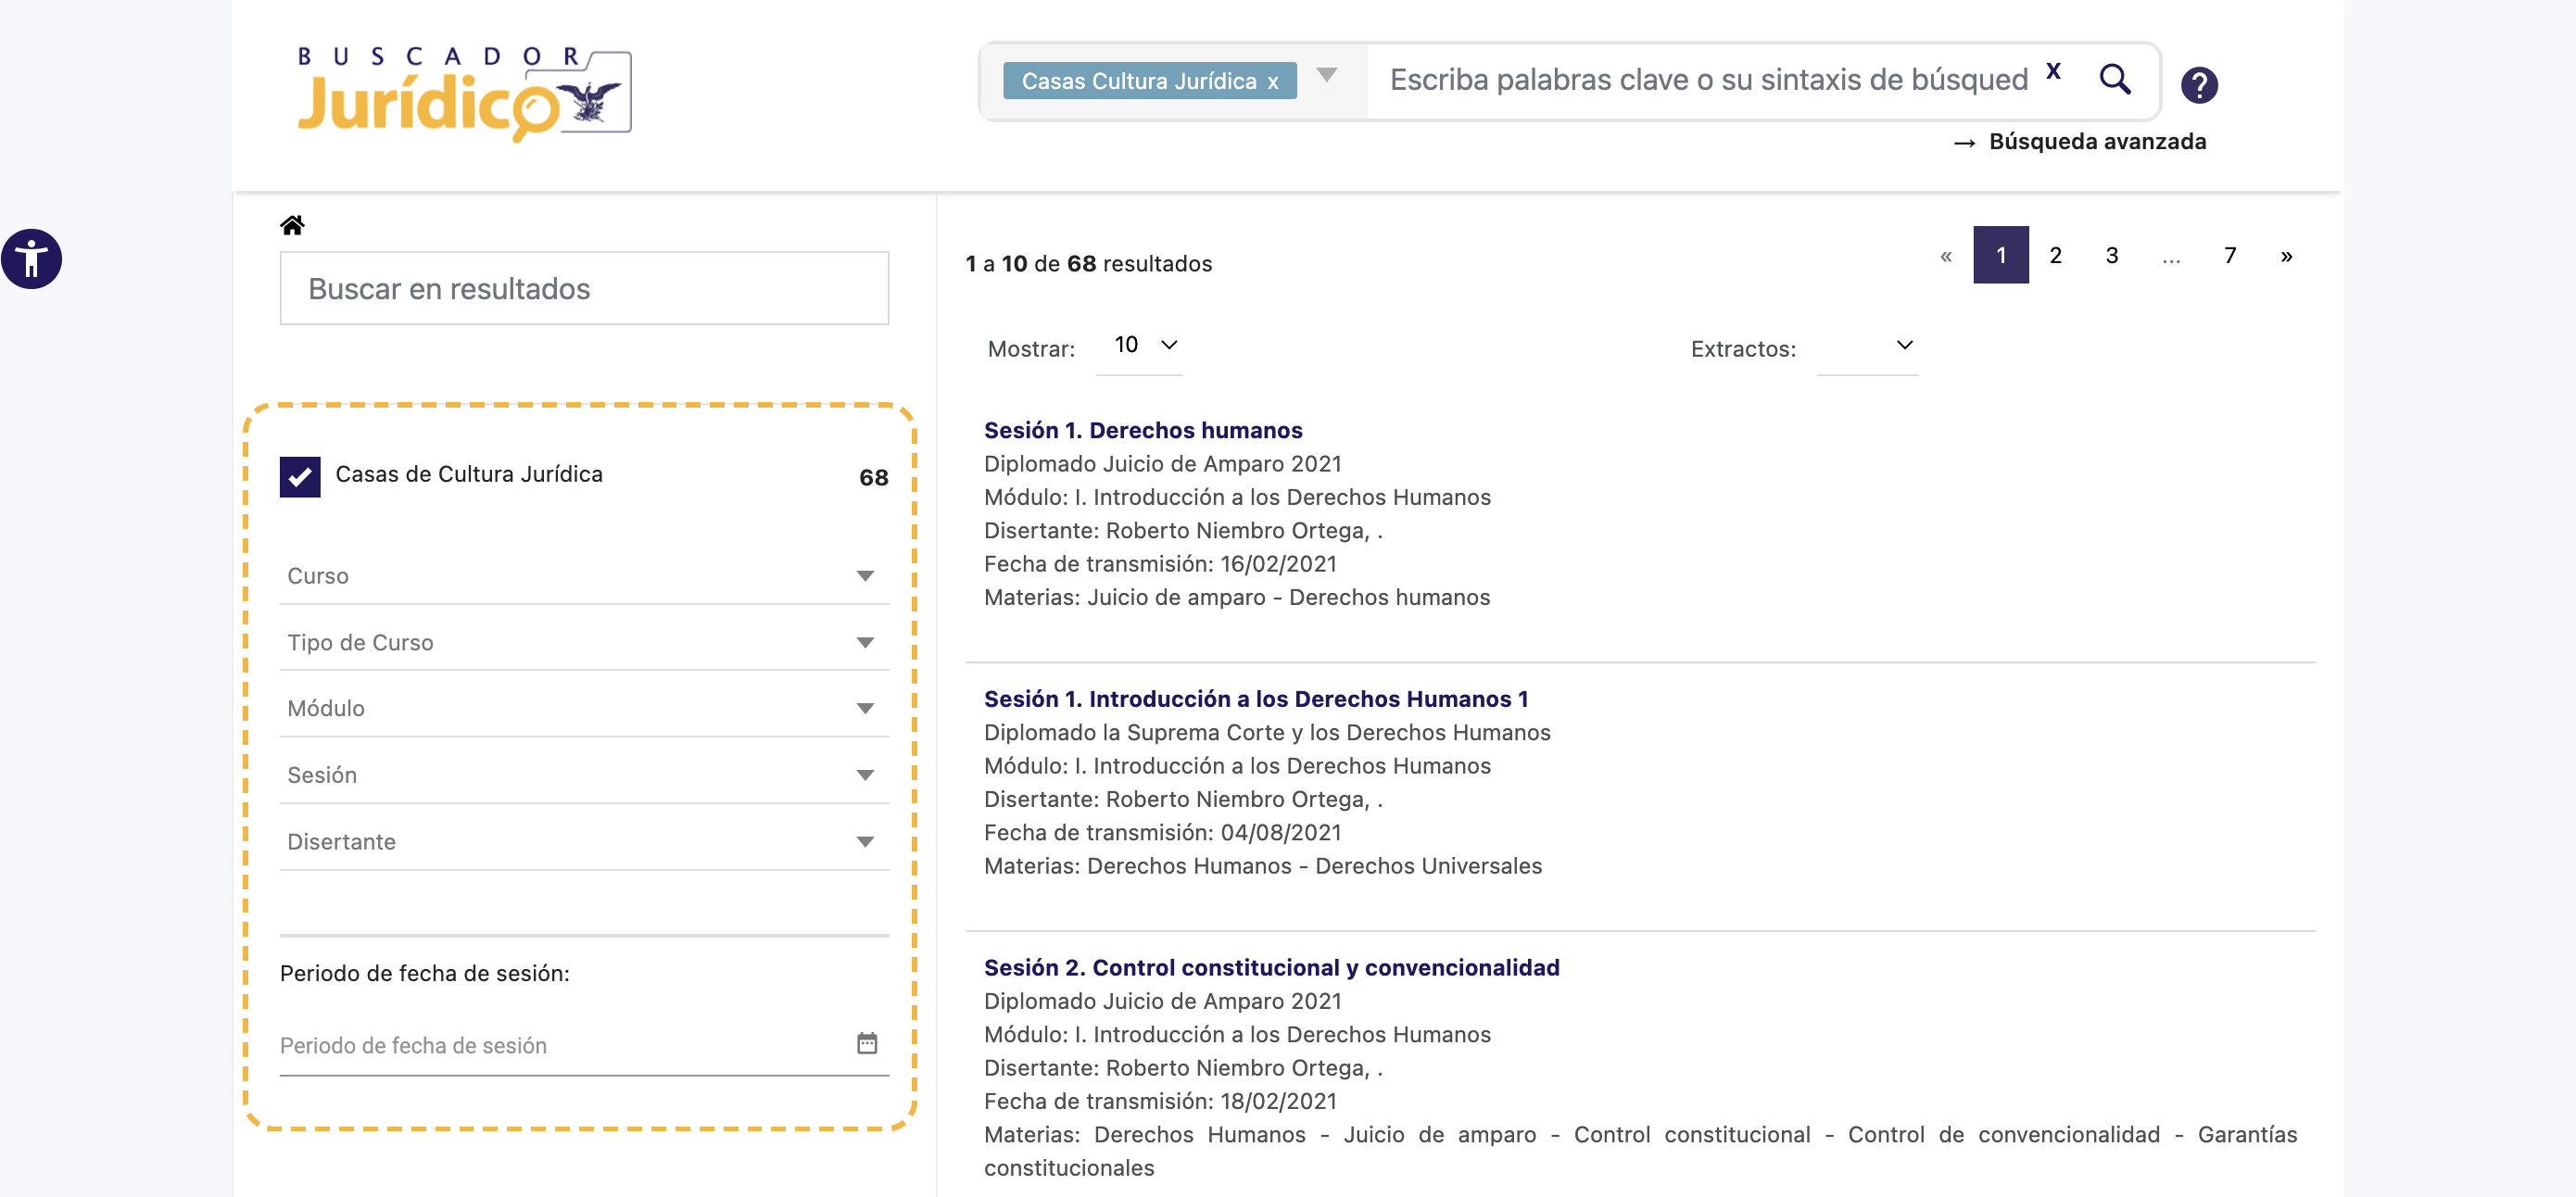 BUSCADOR
Jurídico
Casas Cultura Jurídica x
Escriba palabras clave o su sintaxis de búsqued
x
?
→ Búsqueda avanzada
Buscar en resultados
Casas de Cultura Jurídica 68
Curso
Tipo de Curso
Módulo
Sesión
Disertante
Periodo de fecha de sesión:
Periodo de fecha de sesión
1 a 10 de 68 resultados
« 1 2 3 ... 7 »
Mostrar: 10
Extractos:
Sesión 1. Derechos humanos
Diplomado Juicio de Amparo 2021
Módulo: I. Introducción a los Derechos Humanos
Disertante: Roberto Niembro Ortega, .
Fecha de transmisión: 16/02/2021
Materias: Juicio de amparo - Derechos humanos
Sesión 1. Introducción a los Derechos Humanos 1
Diplomado la Suprema Corte y los Derechos Humanos
Módulo: I. Introducción a los Derechos Humanos
Disertante: Roberto Niembro Ortega, .
Fecha de transmisión: 04/08/2021
Materias: Derechos Humanos - Derechos Universales
Sesión 2. Control constitucional y convencionalidad
Diplomado Juicio de Amparo 2021
Módulo: I. Introducción a los Derechos Humanos
Disertante: Roberto Niembro Ortega, .
Fecha de transmisión: 18/02/2021
Materias: Derechos Humanos - Juicio de amparo - Control constitucional - Control de convencionalidad - Garantías
constitucionales